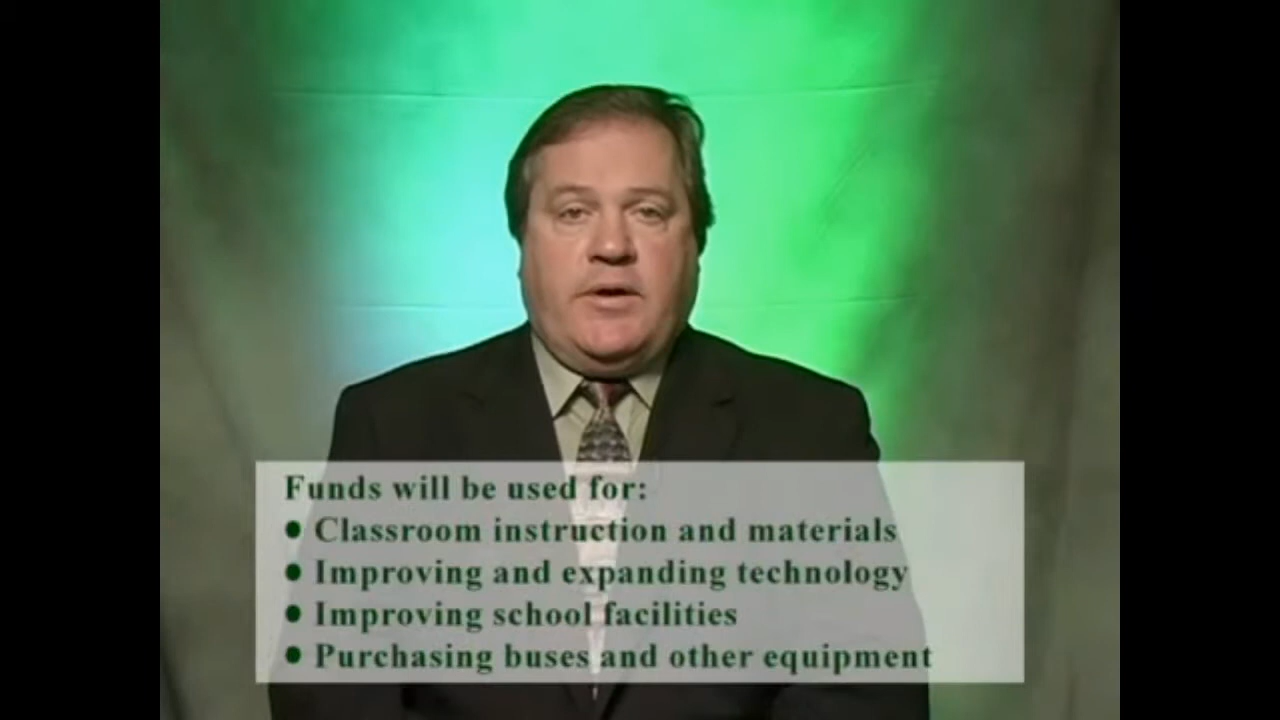 Funds will be used for:
• Classroom instruction and materials
• Improving and expanding technology
• Improving school facilities
• Purchasing buses and other equipment